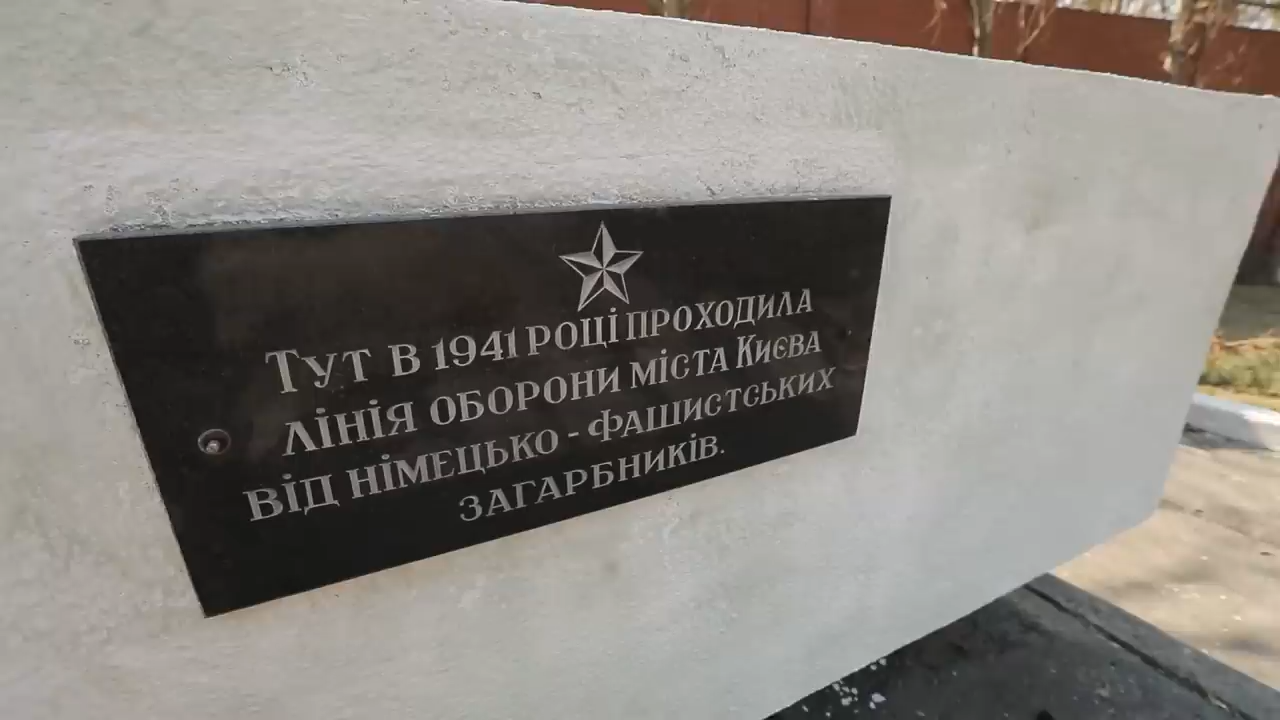 Тут в 1941 році проходила
лінія оборони міста Києва
від німецько - фашистських
загарбників.